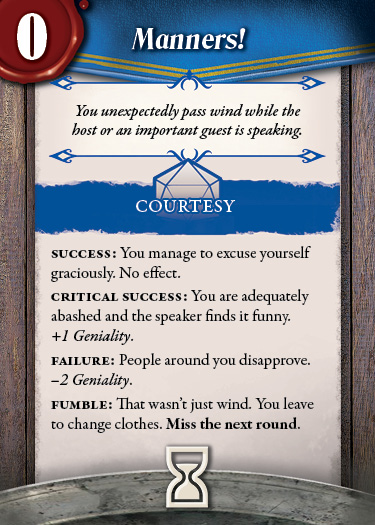 0
Manners!
You unexpectedly pass wind while the
host or an important guest is speaking.
COURTESY
SUCCESS: You manage to excuse yourself
graciously. No effect.
CRITICAL SUCCESS: You are adequately
abashed and the speaker finds it funny.
+1 Geniality.
FAILURE: People around you disapprove.
–2 Geniality.
FUMBLE: That wasn't just wind. You leave
to change clothes. Miss the next round.